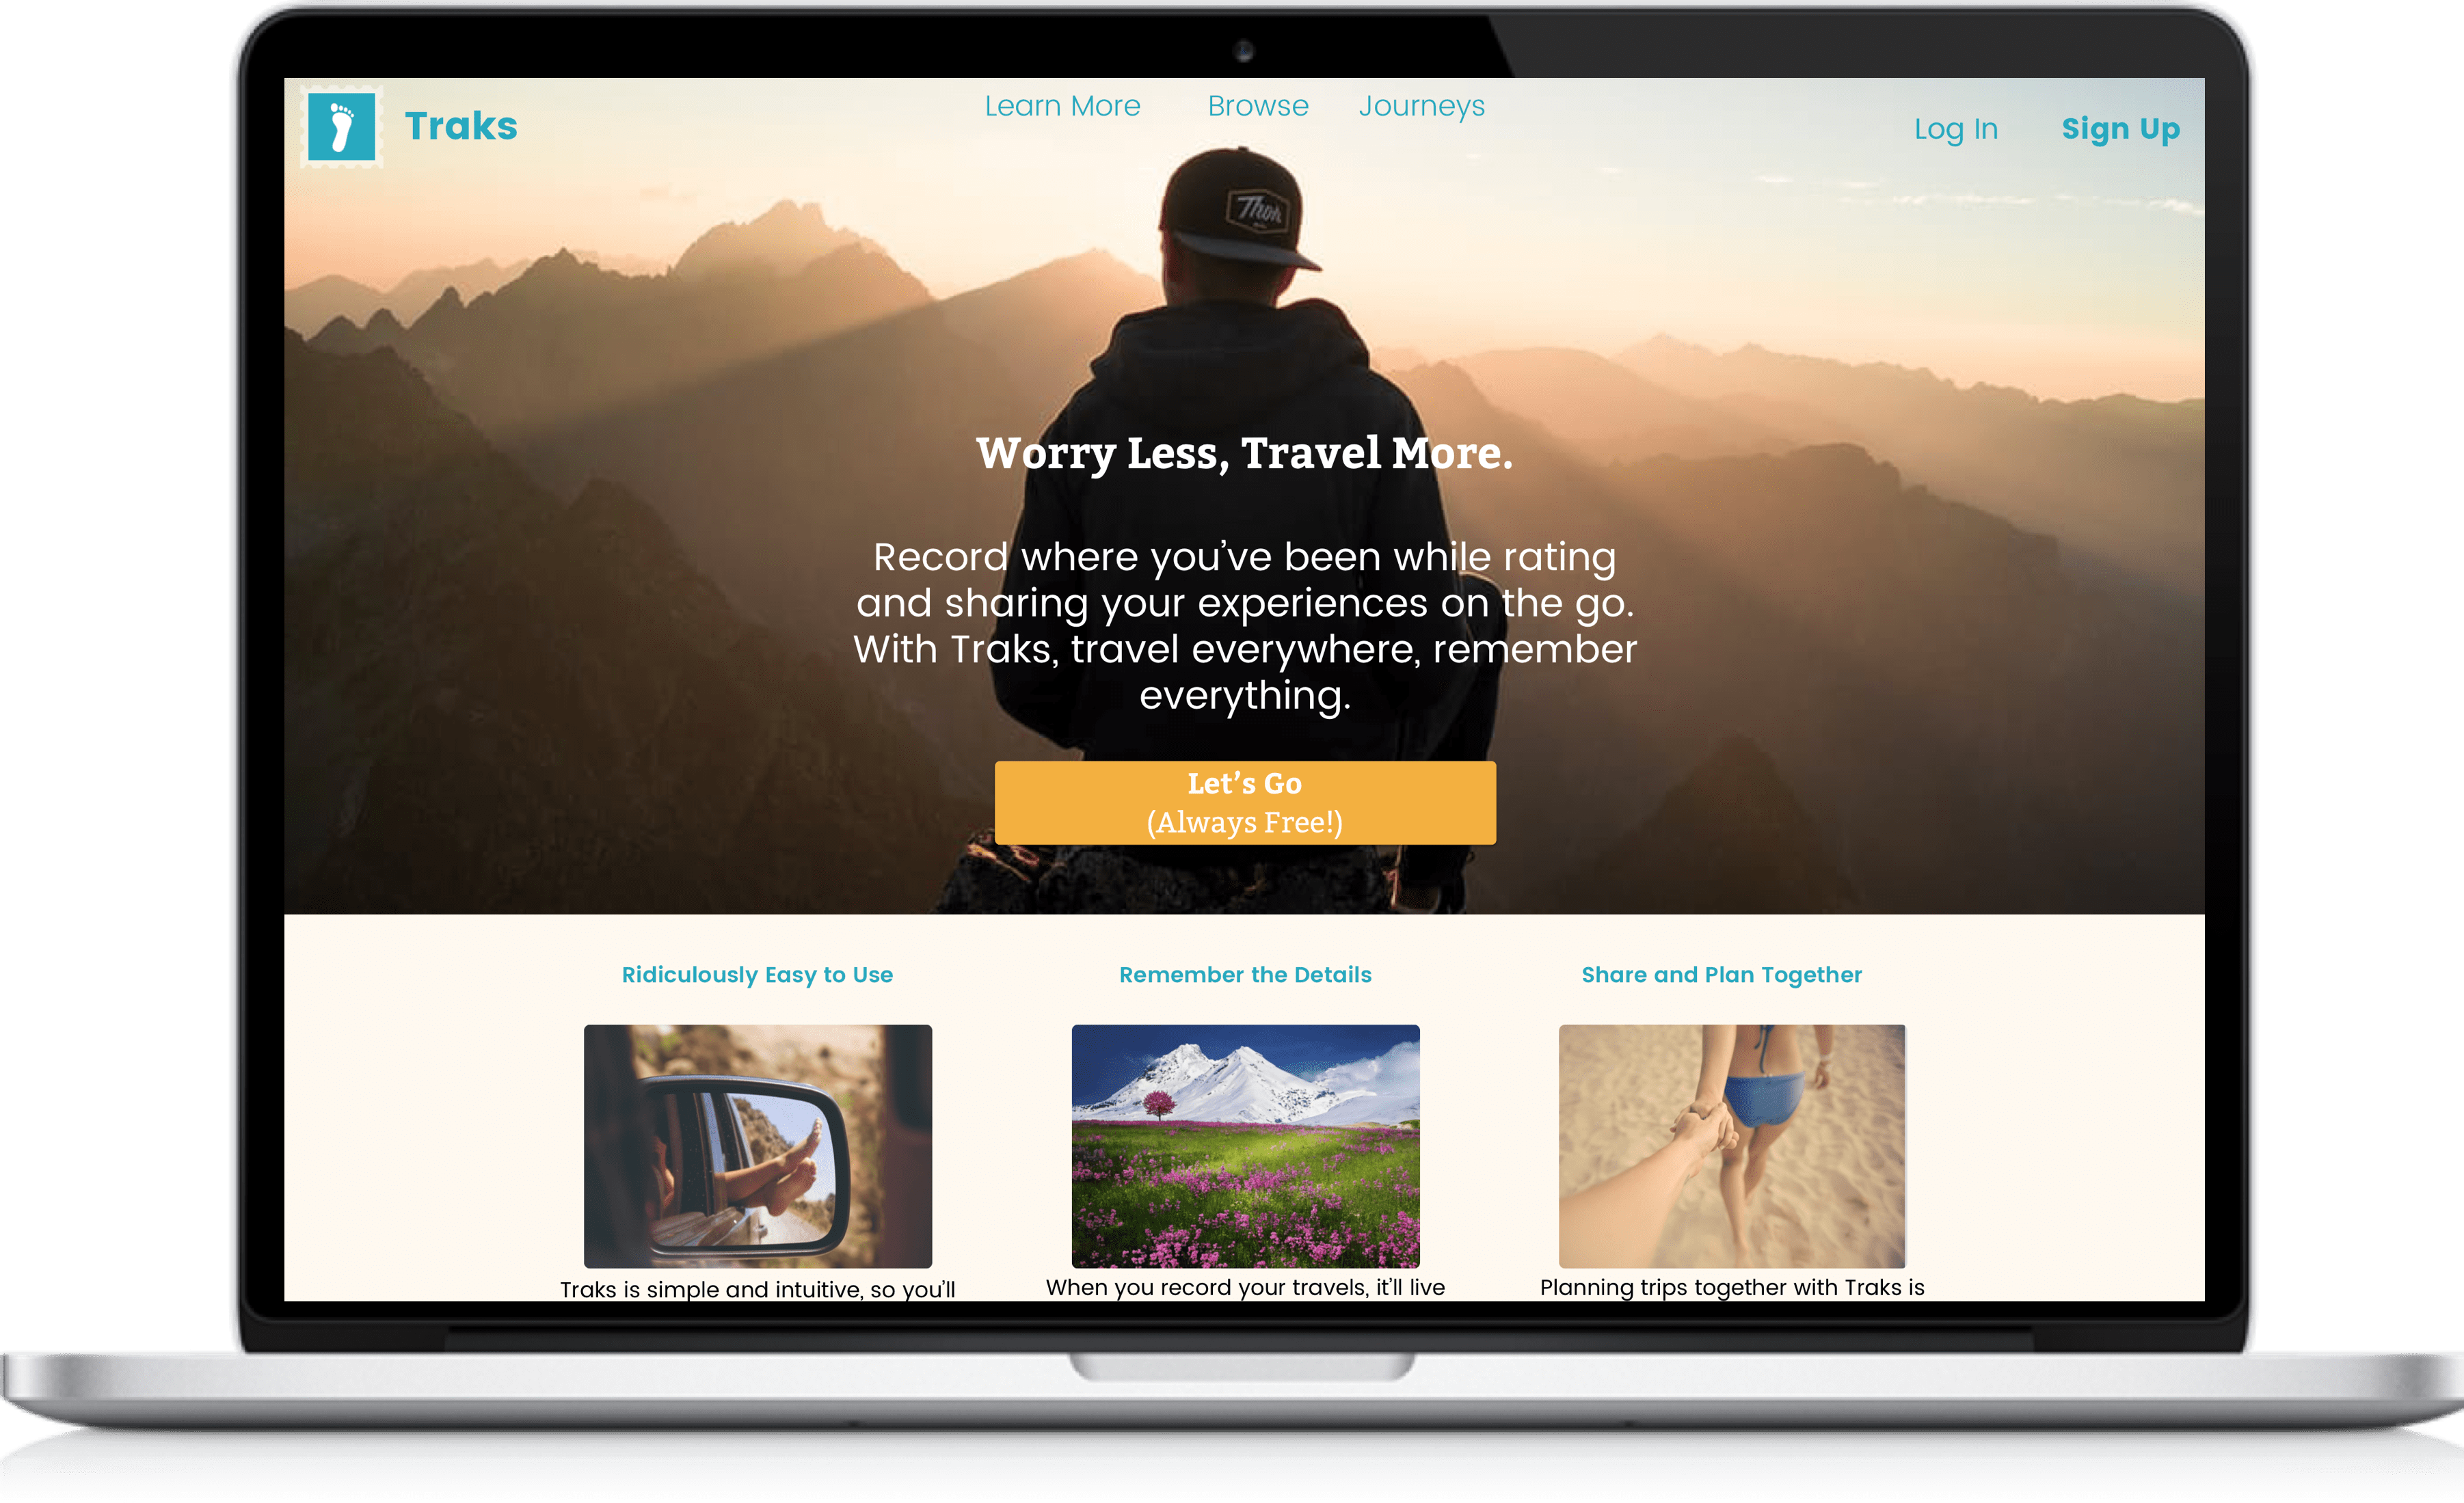 Traks
Learn More
Browse
Journeys
Log In
Sign Up
Thor
Worry Less, Travel More.
Record where you've been while rating
and sharing your experiences on the go.
With Traks, travel everywhere, remember
everything.
Let's Go
(Always Free!)
Ridiculously Easy to Use
Remember the Details
Share and Plan Together
Traks is simple and intuitive, so you'll
When you record your travels, it'll live
Planning trips together with Traks is